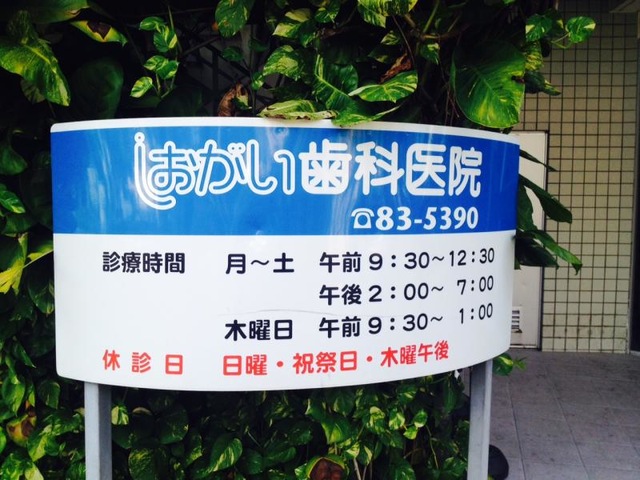 しおがい歯科医院
☎83-5390
診療時間 月～土 午前9:30～12:30
午後2:00～ 7:00
木曜日 午前9:30～ 1:00
休診日 日曜・祝祭日・木曜午後